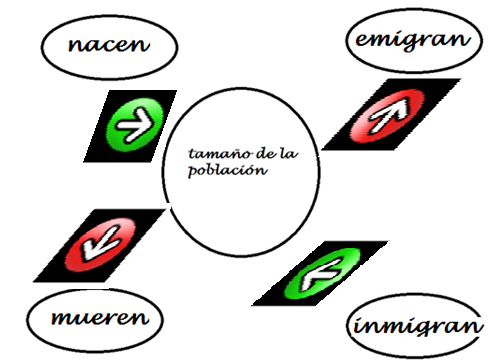 nacen
emigran
tamaño de la
población
mueren
inmigran